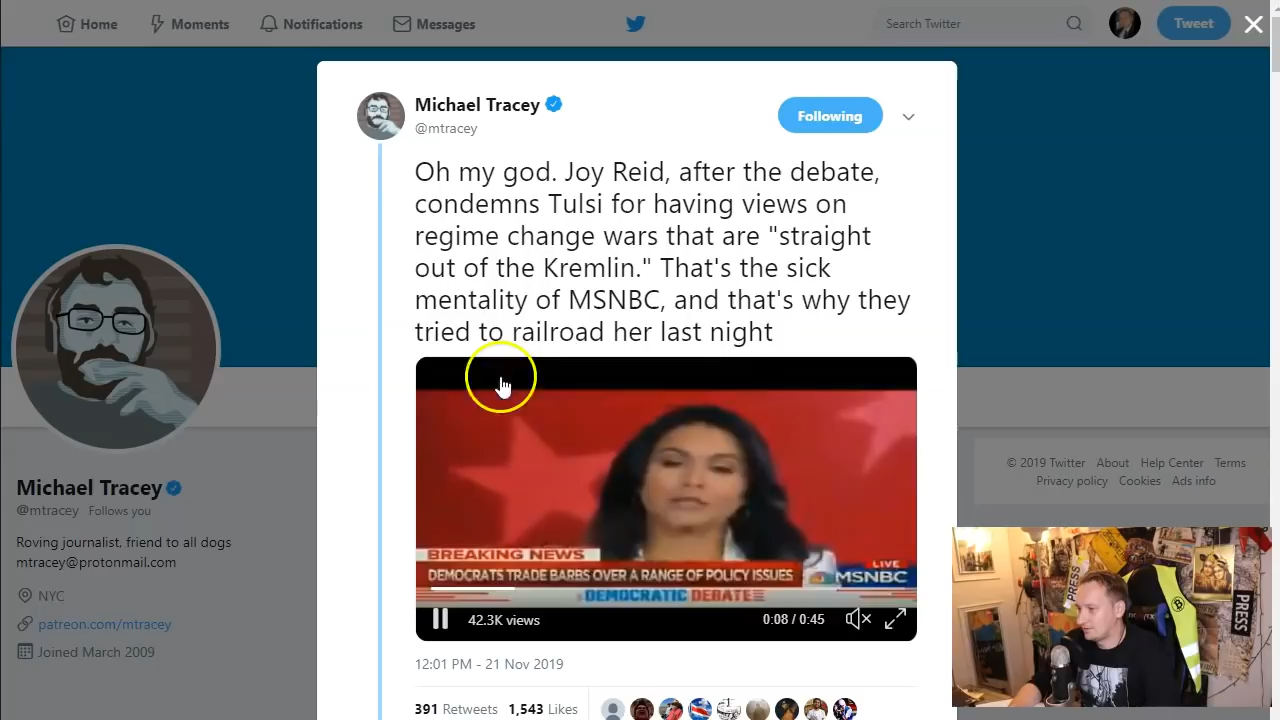 Home Moments Notifications Messages Search Twitter Tweet
Michael Tracey
@mtracey
Following
Oh my god. Joy Reid, after the debate,
condemns Tulsi for having views on
regime change wars that are "straight
out of the Kremlin." That's the sick
mentality of MSNBC, and that's why they
tried to railroad her last night
BREAKING NEWS
DEMOCRATS TRADE BARBS OVER A RANGE OF POLICY ISSUES
LIVE
MSNBC
DEMOCRATIC DEBATE
42.3K views 0:08 / 0:45
12:01 PM - 21 Nov 2019
391 Retweets 1,543 Likes
Michael Tracey
@mtracey Follows you
Roving journalist, friend to all dogs
mtracey@protonmail.com
NYC
patreon.com/mtracey
Joined March 2009
© 2019 Twitter About Help Center Terms
Privacy policy Cookies Ads info
PRESS
PRESS